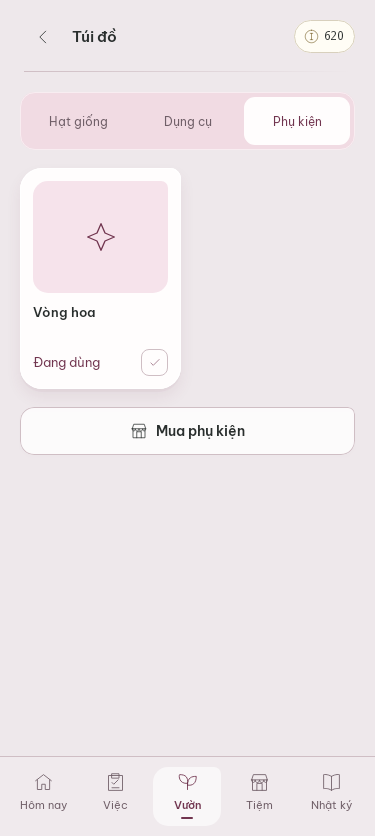 Túi đồ
620
Hạt giống
Dụng cụ
Phụ kiện
Vòng hoa
Đang dùng
Mua phụ kiện
Hôm nay
Việc
Vườn
Tiệm
Nhật ký